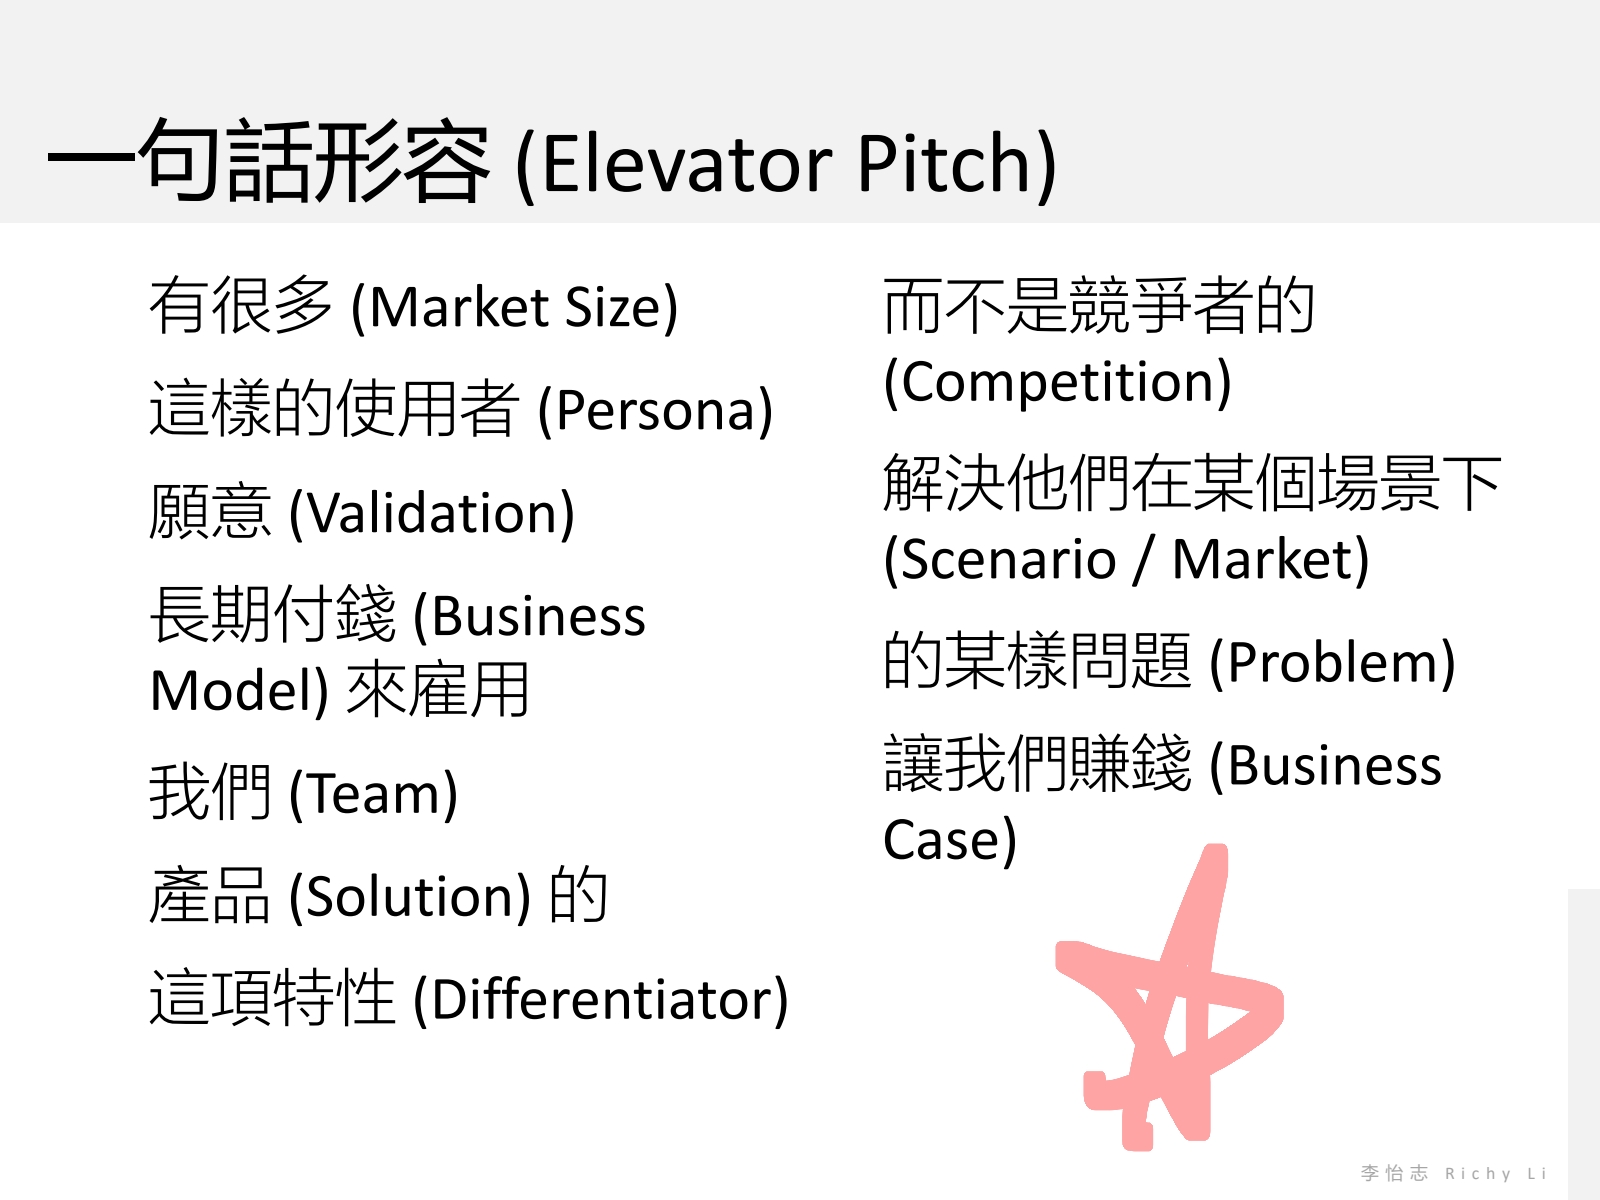 一句話形容 (Elevator Pitch)
有很多 (Market Size)
這樣的使用者 (Persona)
願意 (Validation)
長期付錢 (Business
Model) 來雇用
我們 (Team)
產品 (Solution) 的
這項特性 (Differentiator)
而不是競爭者的
(Competition)
解決他們在某個場景下
(Scenario / Market)
的某樣問題 (Problem)
讓我們賺錢 (Business
Case)
李怡志 Richy Li